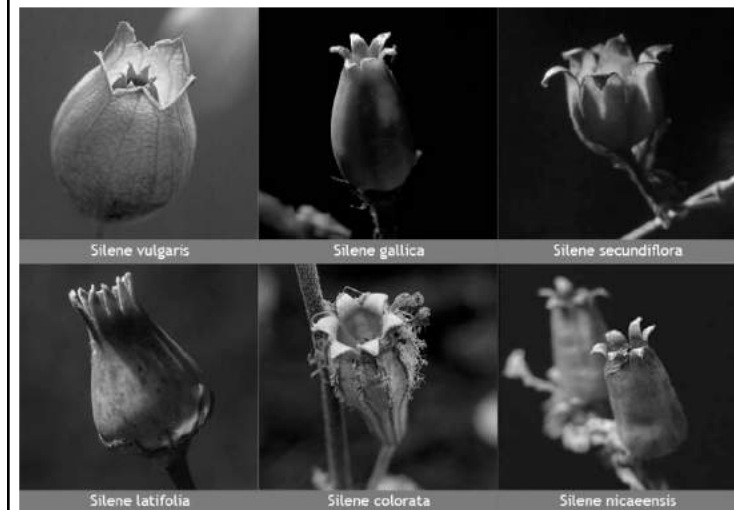 Silene vulgaris
Silene gallica
Silene secundiflora
Silene latifolia
Silene colorata
Silene nicaeensis